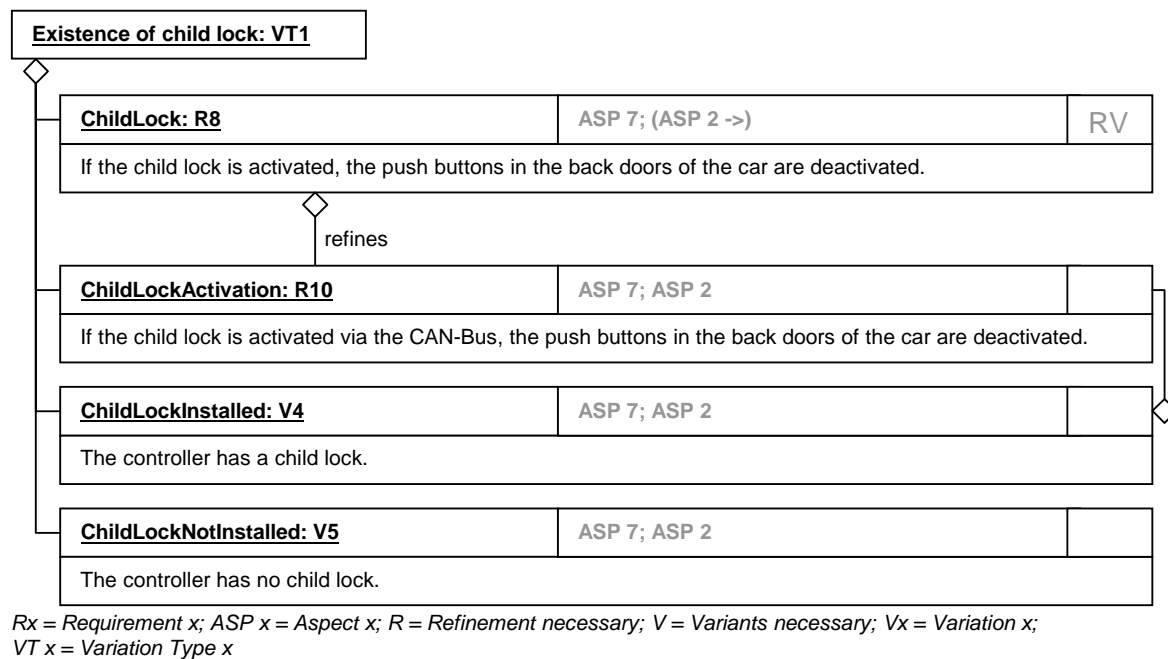 Existence of child lock: VT1
ChildLock: R8 ASP 7; (ASP 2 ->) RV
If the child lock is activated, the push buttons in the back doors of the car are deactivated.
refines
ChildLockActivation: R10 ASP 7; ASP 2
If the child lock is activated via the CAN-Bus, the push buttons in the back doors of the car are deactivated.
ChildLockInstalled: V4 ASP 7; ASP 2
The controller has a child lock.
ChildLockNotInstalled: V5 ASP 7; ASP 2
The controller has no child lock.
Rx = Requirement x; ASP x = Aspect x; R = Refinement necessary; V = Variants necessary; Vx = Variation x;
VT x = Variation Type x